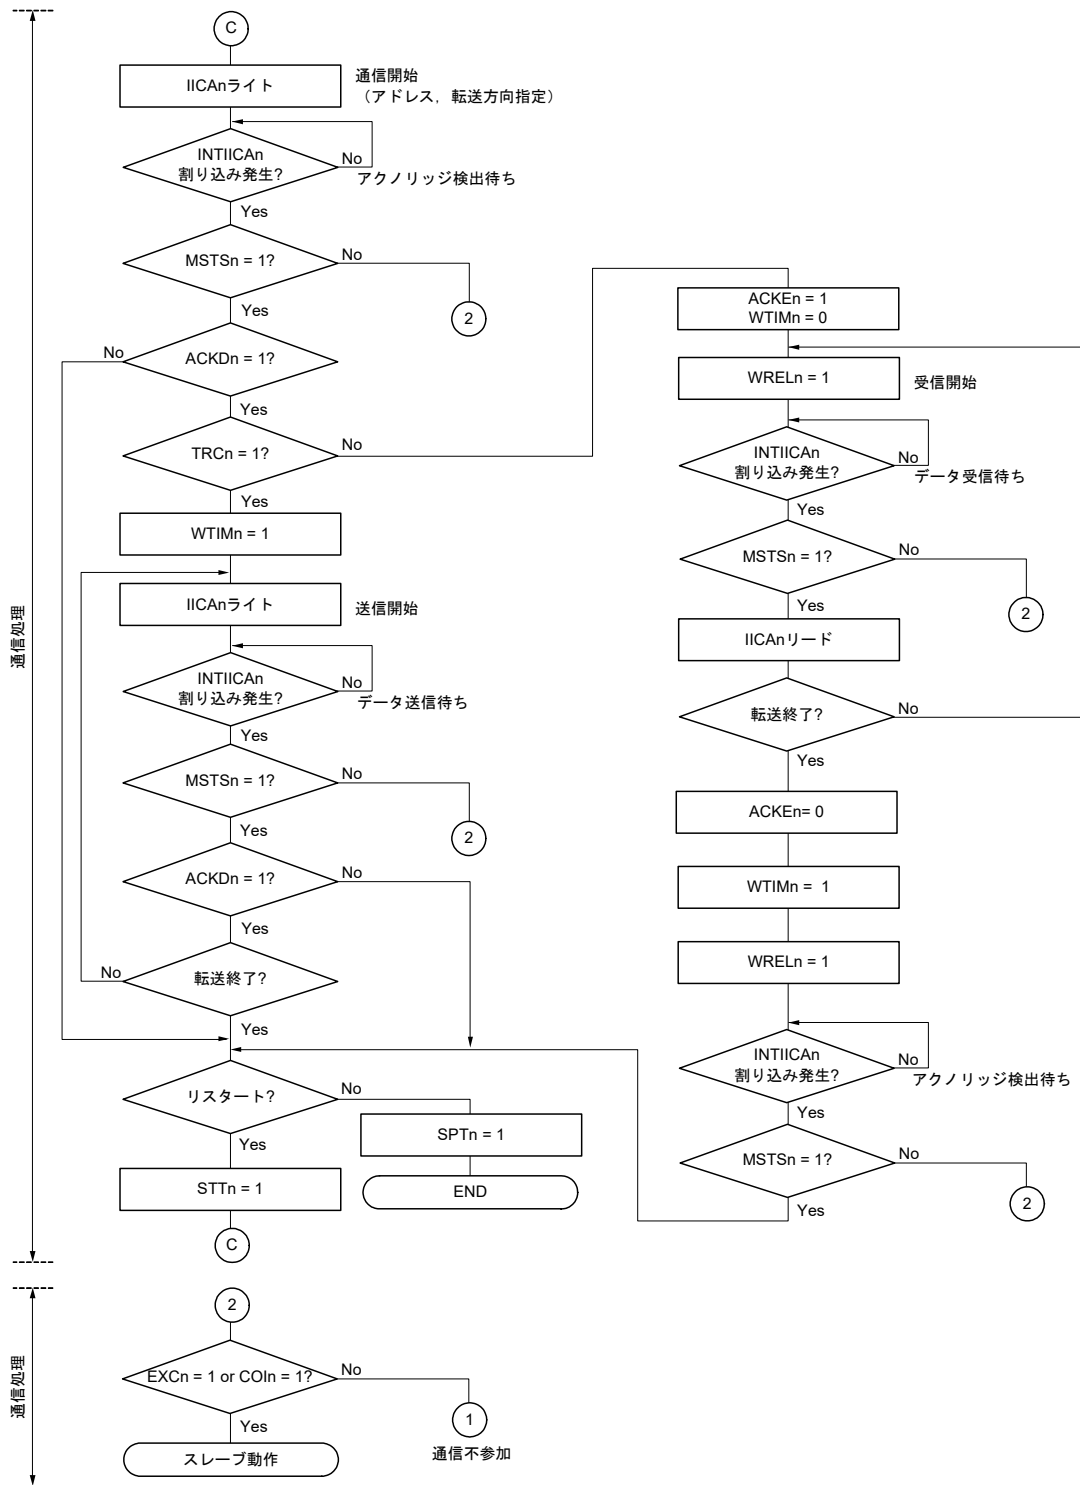 C
IICAnライト
通信開始
(アドレス，転送方向指定)
INTIICAn
割り込み発生?
No
アクノリッジ検出待ち
Yes
MSTSn = 1?
No
2
Yes
ACKDn = 1?
No
Yes
TRCn = 1?
No
Yes
WTIMn = 1
IICAnライト
送信開始
INTIICAn
割り込み発生?
No
データ送信待ち
Yes
MSTSn = 1?
No
2
Yes
ACKDn = 1?
No
Yes
転送終了?
No
Yes
リスタート?
No
SPTn = 1
END
Yes
STTn = 1
C
通信処理
ACKEn = 1
WTIMn = 0
WRELn = 1
受信開始
INTIICAn
割り込み発生?
No
データ受信待ち
Yes
MSTSn = 1?
No
2
Yes
IICAnリード
転送終了?
No
Yes
ACKEn= 0
WTIMn = 1
WRELn = 1
INTIICAn
割り込み発生?
No
アクノリッジ検出待ち
Yes
MSTSn = 1?
No
2
Yes
2
EXCn = 1 or COIn = 1?
No
1
通信不参加
Yes
スレーブ動作
通信処理